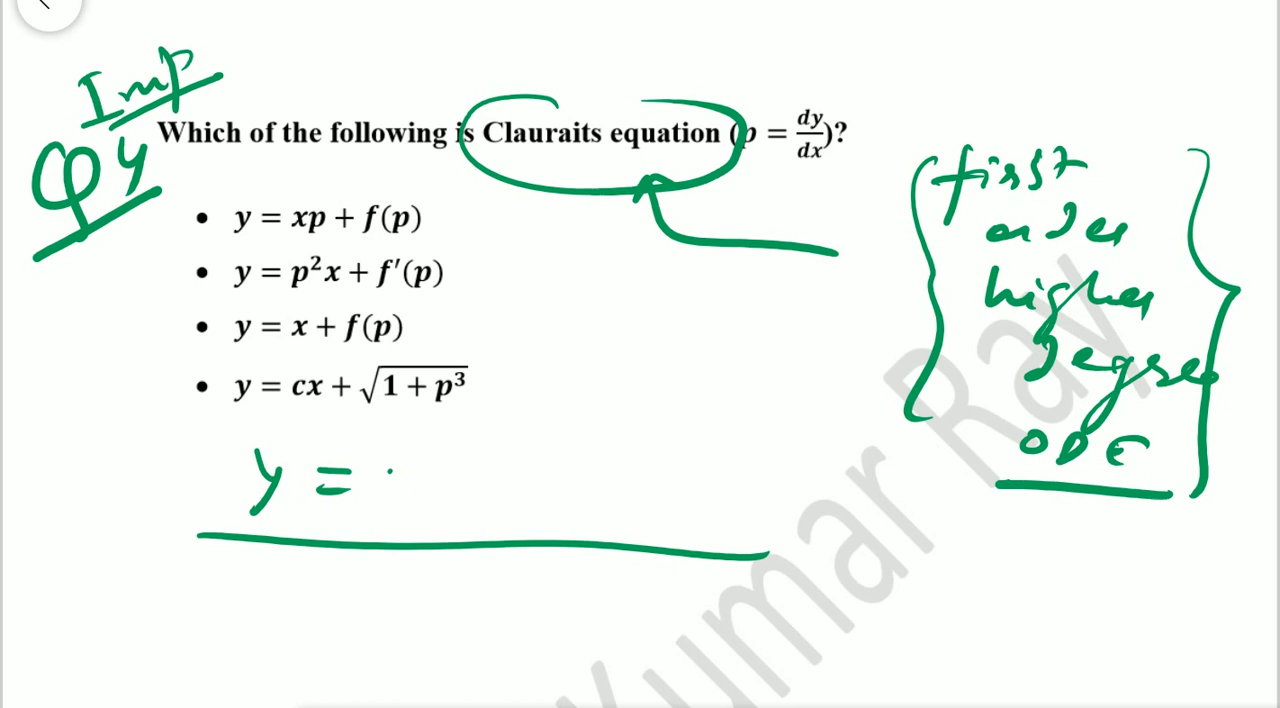 Imp
Q4
Which of the following is Clauraits equation (p = dy/dx)?
• y = xp + f(p)
• y = p²x + f′(p)
• y = x + f(p)
• y = cx + √(1 + p³)
y = .
first
order
higher
degree
ODE
Kumar Ray